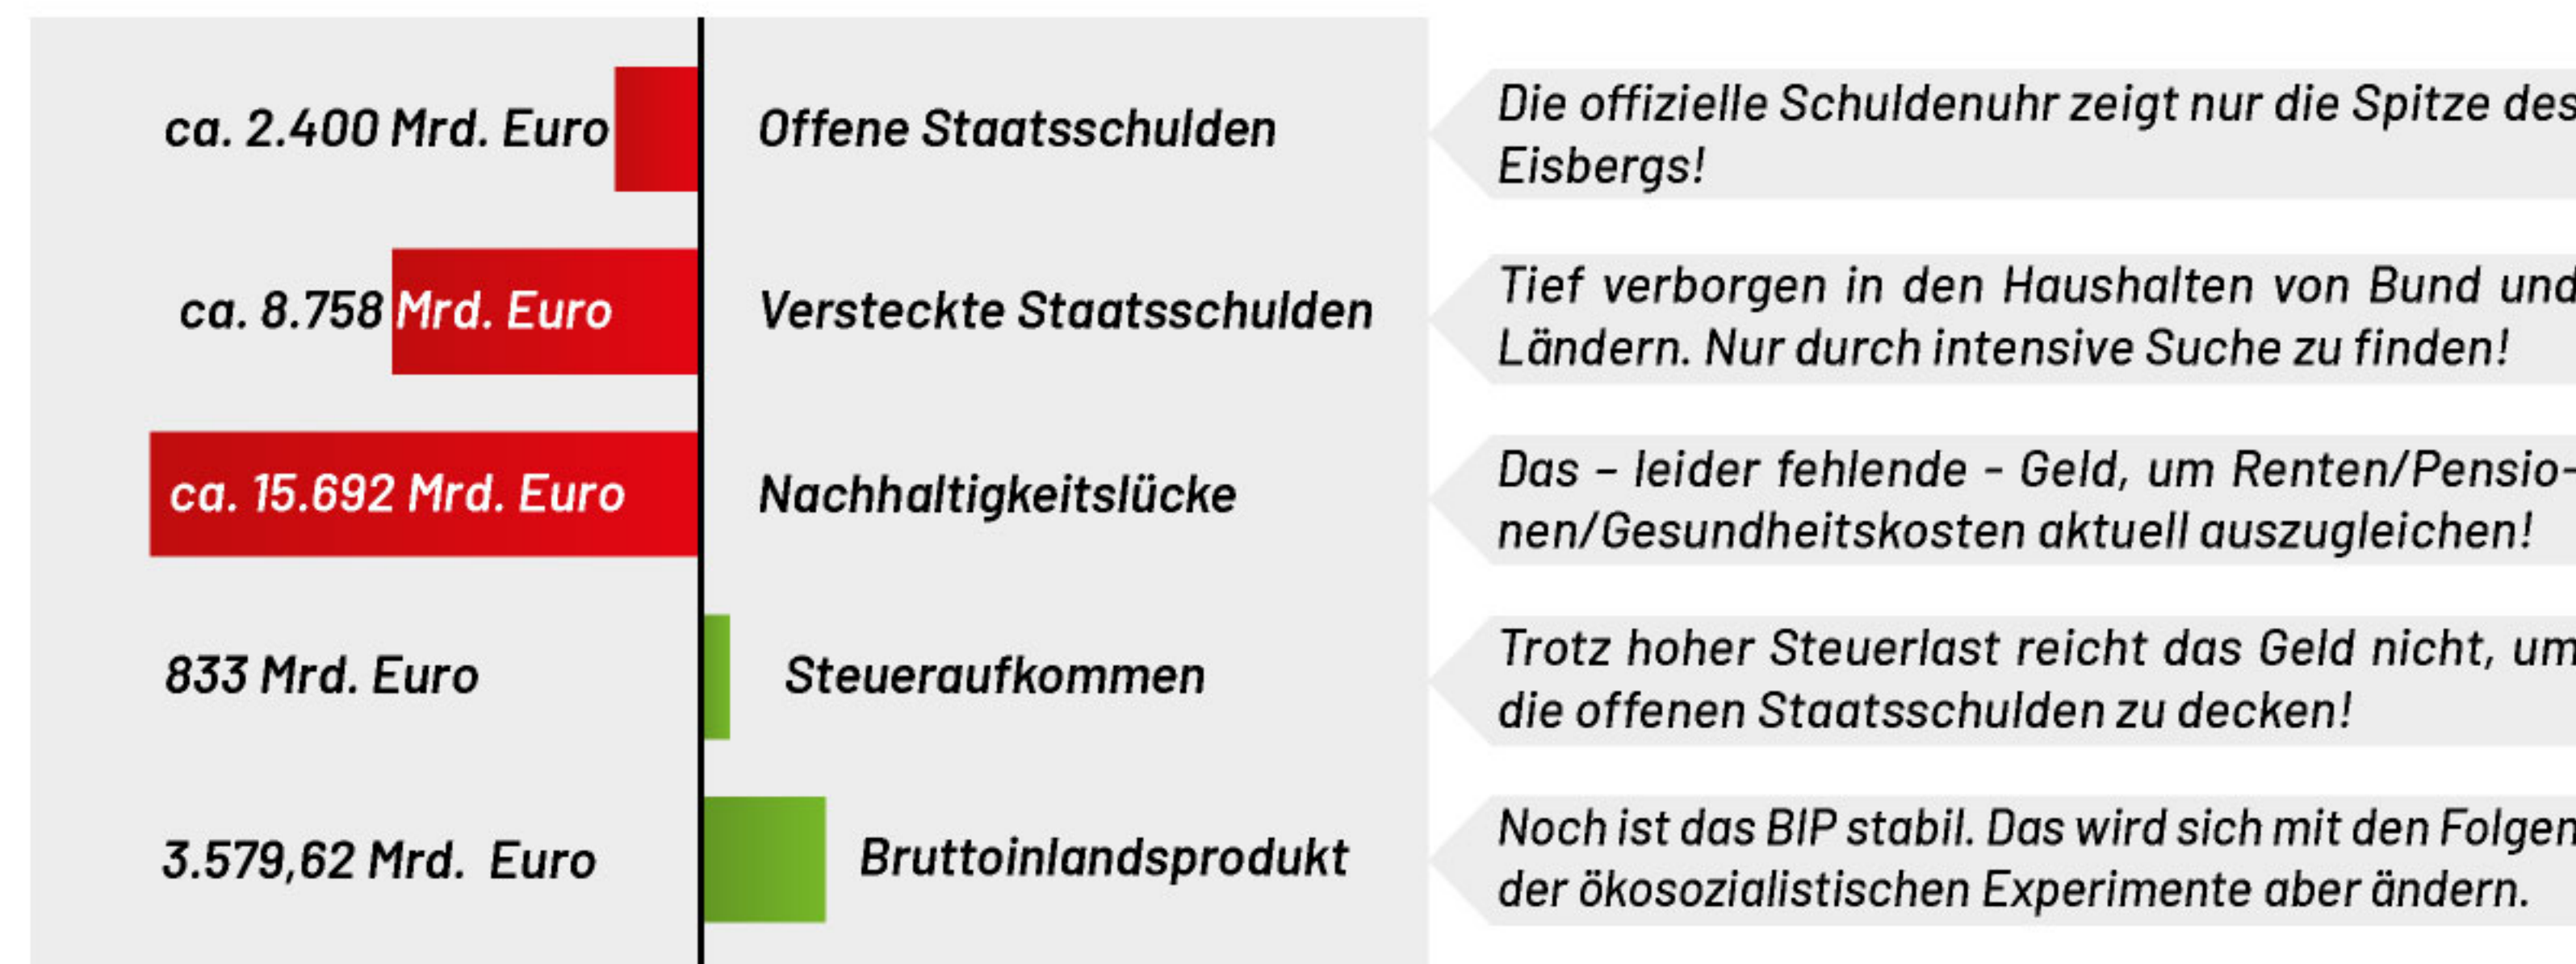 ca. 2.400 Mrd. Euro
Offene Staatsschulden
Die offizielle Schuldenuhr zeigt nur die Spitze des
Eisbergs!
ca. 8.758 Mrd. Euro
Versteckte Staatsschulden
Tief verborgen in den Haushalten von Bund und
Ländern. Nur durch intensive Suche zu finden!
ca. 15.692 Mrd. Euro
Nachhaltigkeitslücke
Das – leider fehlende - Geld, um Renten/Pensio-
nen/Gesundheitskosten aktuell auszugleichen!
833 Mrd. Euro
Steueraufkommen
Trotz hoher Steuerlast reicht das Geld nicht, um
die offenen Staatsschulden zu decken!
3.579,62 Mrd. Euro
Bruttoinlandsprodukt
Noch ist das BIP stabil. Das wird sich mit den Folgen
der ökosozialistischen Experimente aber ändern.